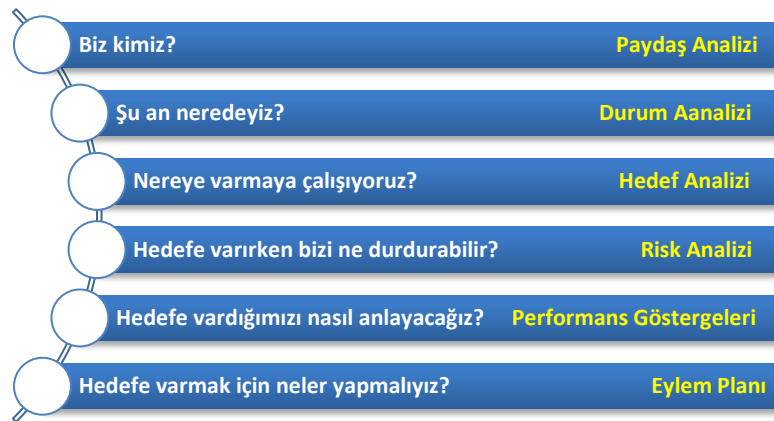 Biz kimiz? Paydaş Analizi
Şu an neredeyiz? Durum Aanalizi
Nereye varmaya çalışıyoruz? Hedef Analizi
Hedefe varırken bizi ne durdurabilir? Risk Analizi
Hedefe vardığımızı nasıl anlayacağız? Performans Göstergeleri
Hedefe varmak için neler yapmalıyız? Eylem Planı